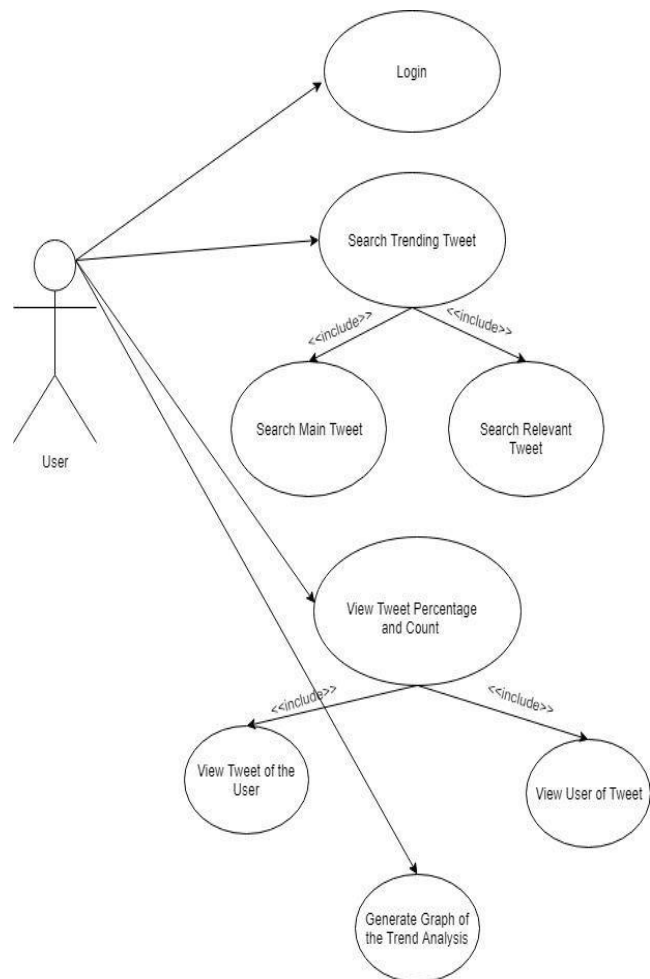 Login
Search Trending Tweet
<<include>>
<<include>>
Search Main Tweet
Search Relevant
Tweet
User
View Tweet Percentage
and Count
<<include>>
<<include>>
View Tweet of the
User
View User of Tweet
Generate Graph of
the Trend Analysis